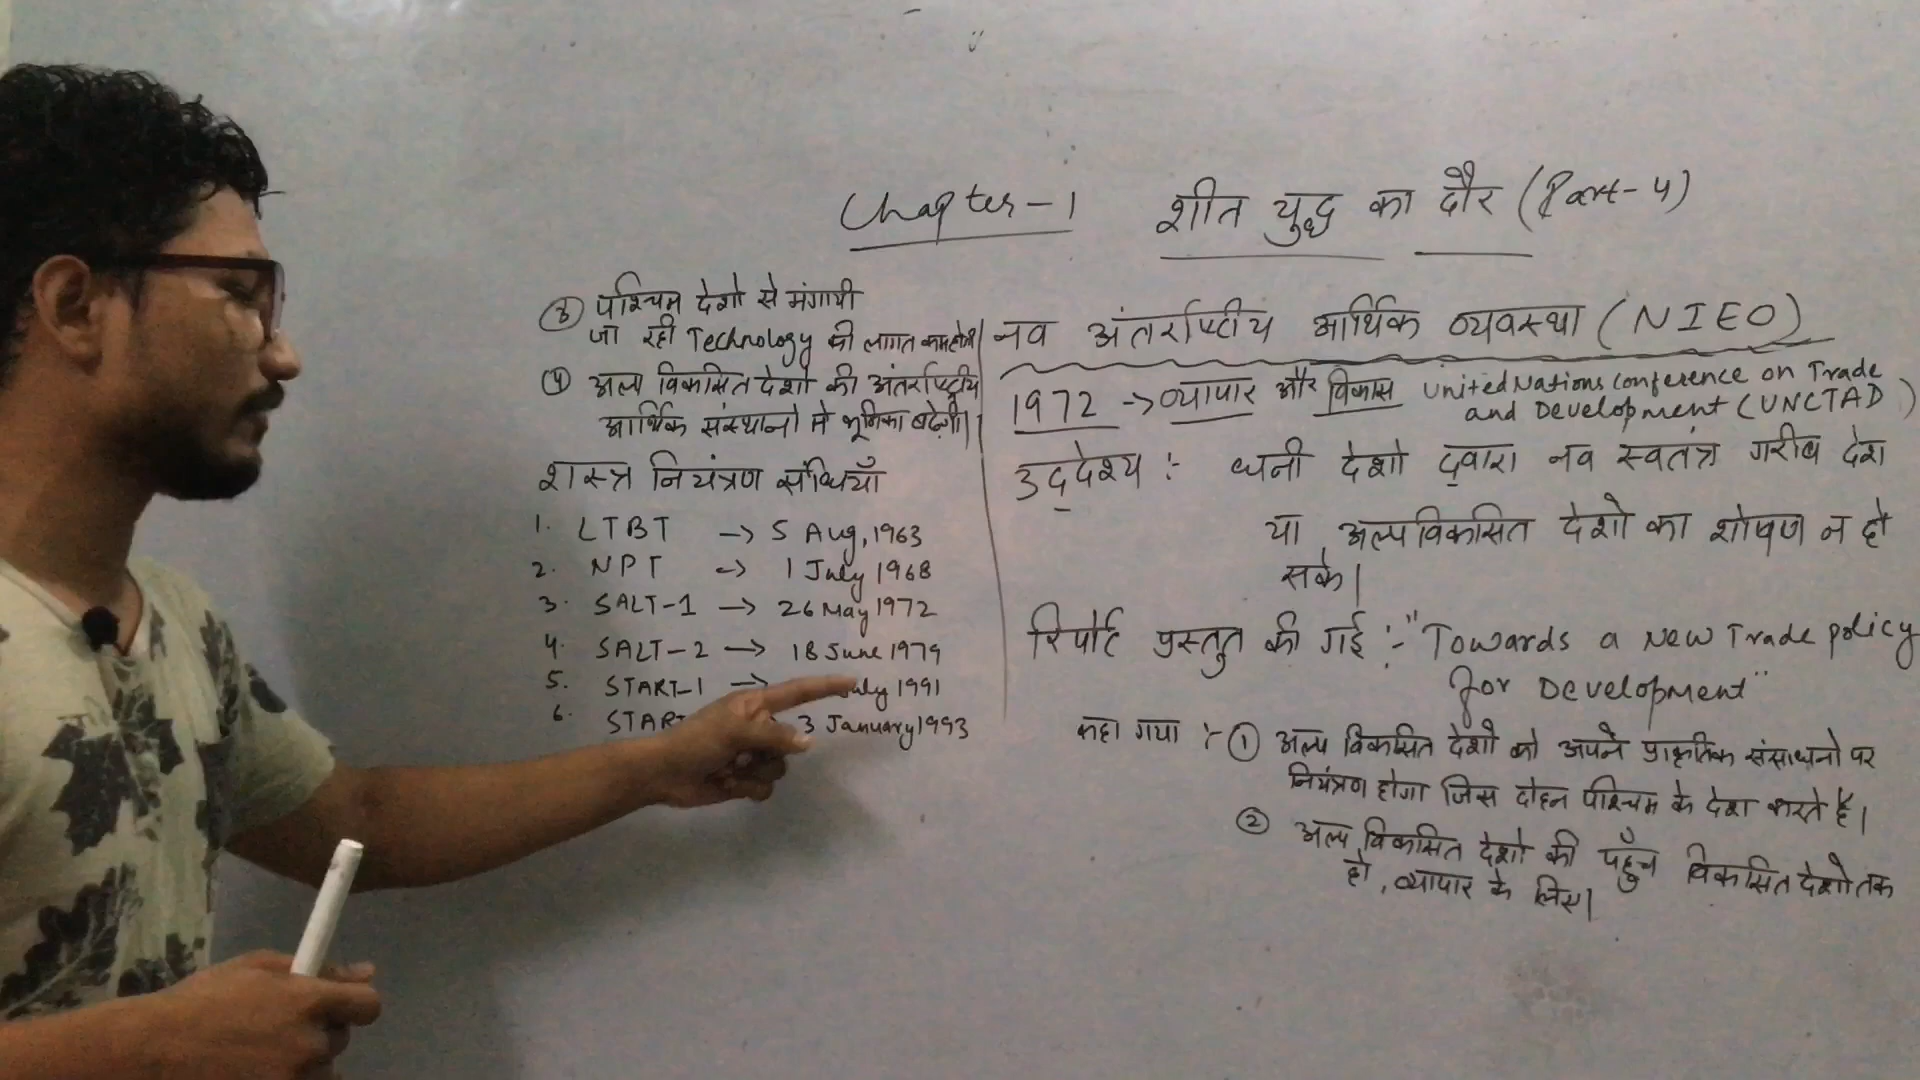 Chapter-1 शीत युद्ध का दौर (Part-4)
नव अंतर्राष्ट्रीय आर्थिक व्यवस्था (NIEO)
1972 -> व्यापार और विकास United Nations Conference on Trade
and Development (UNCTAD)
उद्देश्य :- धनी देशो द्वारा नव स्वतंत्र गरीब देश
या अल्पविकसित देशो का शोषण न हो
सके।
रिपोर्ट प्रस्तुत की गई :- "Towards a New Trade policy
for Development"
कहा गया :- ① अल्प विकसित देशो को अपने प्राकृतिक संसाधनो पर
नियंत्रण होगा जिस दोहन पश्चिम के देश करते है।
② अल्प विकसित देशो की पहुँच विकसित देशो तक
हो, व्यापार के लिए।
③ पश्चिम देशो से मंगायी
जा रही Technology की लागत कम होगी
④ अल्प विकसित देशो की अंतर्राष्ट्रीय
आर्थिक संस्थानो मे भूमिका बढ़ेगी।
शस्त्र नियंत्रण संधियाँ
1. LTBT -> 5 Aug, 1963
2. NPT -> 1 July 1968
3. SALT-1 -> 26 May 1972
4. SALT-2 -> 18 June 1979
5. START-1 -> July 1991
6. START 3 January 1993